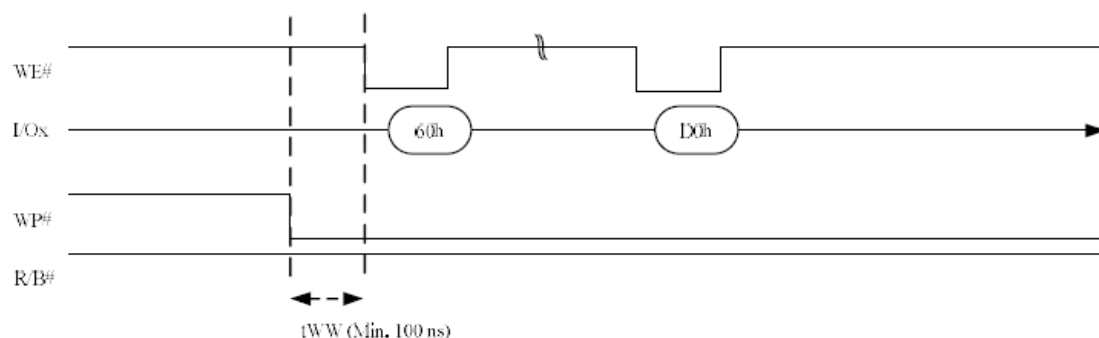 WE#
I/Ox
60h
D0h
WP#
R/B#
tWW (Min. 100 ns)